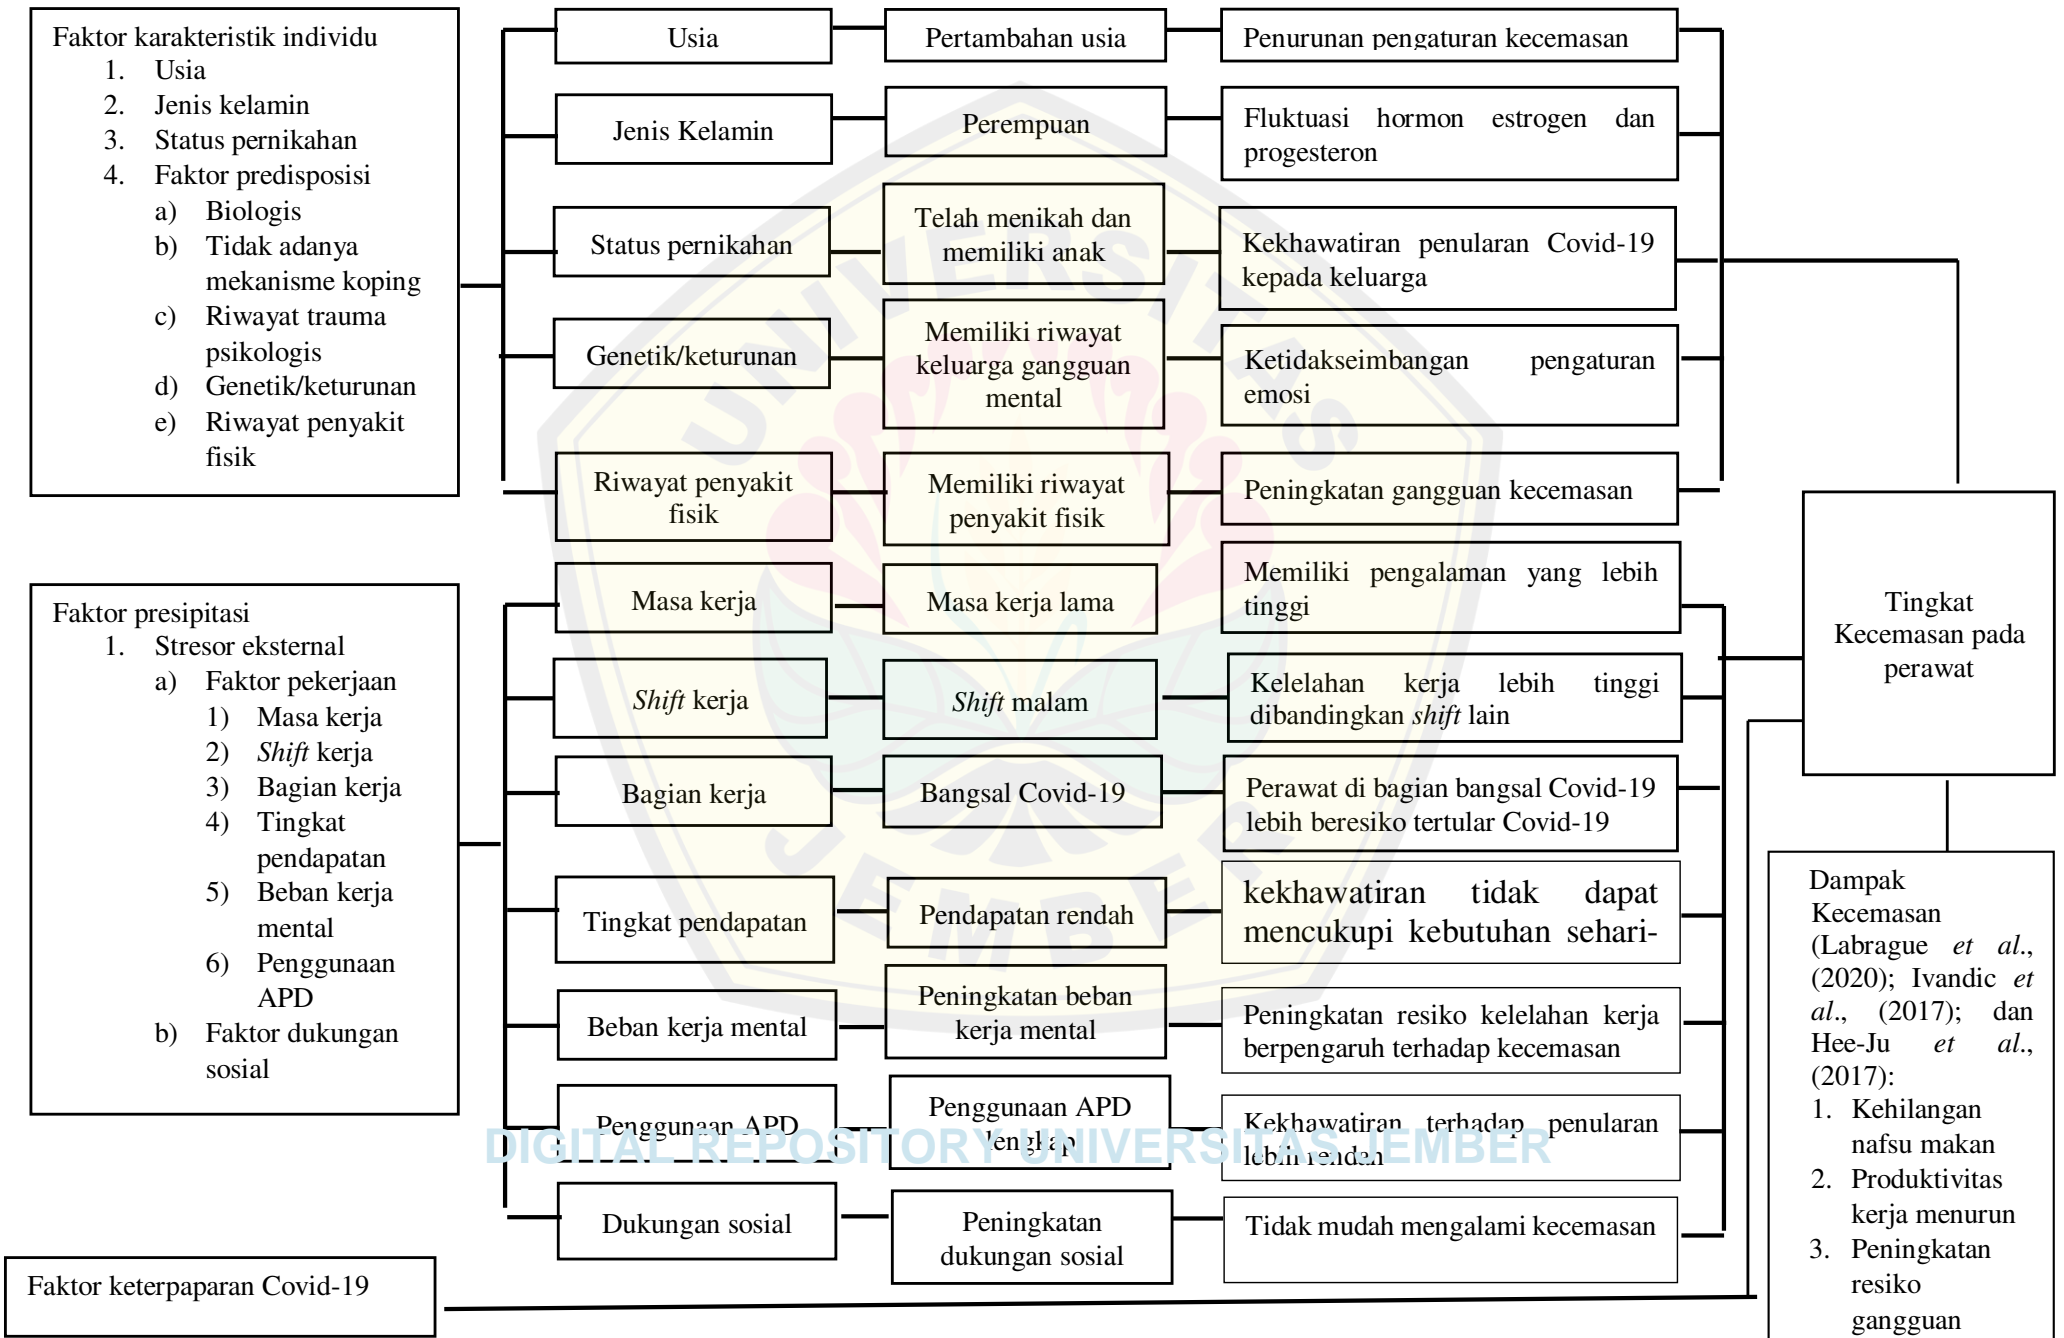 Faktor karakteristik individu
1. Usia
2. Jenis kelamin
3. Status pernikahan
4. Faktor predisposisi
a) Biologis
b) Tidak adanya
mekanisme koping
c) Riwayat trauma
psikologis
d) Genetik/keturunan
e) Riwayat penyakit
fisik
Usia
Pertambahan usia
Penurunan pengaturan kecemasan
Jenis Kelamin
Perempuan
Fluktuasi hormon estrogen dan
progesteron
Status pernikahan
Telah menikah dan
memiliki anak
Kekhawatiran penularan Covid-19
kepada keluarga
Genetik/keturunan
Memiliki riwayat
keluarga gangguan
mental
Ketidakseimbangan pengaturan
emosi
Riwayat penyakit
fisik
Memiliki riwayat
penyakit fisik
Peningkatan gangguan kecemasan
Faktor presipitasi
1. Stresor eksternal
a) Faktor pekerjaan
1) Masa kerja
2) Shift kerja
3) Bagian kerja
4) Tingkat
pendapatan
5) Beban kerja
mental
6) Penggunaan
APD
b) Faktor dukungan
sosial
Masa kerja
Masa kerja lama
Memiliki pengalaman yang lebih
tinggi
Shift kerja
Shift malam
Kelelahan kerja lebih tinggi
dibandingkan shift lain
Bagian kerja
Bangsal Covid-19
Perawat di bagian bangsal Covid-19
lebih beresiko tertular Covid-19
Tingkat pendapatan
Pendapatan rendah
kekhawatiran tidak dapat
mencukupi kebutuhan sehari-
Beban kerja mental
Peningkatan beban
kerja mental
Peningkatan resiko kelelahan kerja
berpengaruh terhadap kecemasan
Penggunaan APD
Penggunaan APD
lengkap
Kekhawatiran terhadap penularan
lebih rendah
Dukungan sosial
Peningkatan
dukungan sosial
Tidak mudah mengalami kecemasan
Faktor keterpaparan Covid-19
Tingkat
Kecemasan pada
perawat
Dampak
Kecemasan
(Labrague et al.,
(2020); Ivandic et
al., (2017); dan
Hee-Ju et al.,
(2017):
1. Kehilangan
nafsu makan
2. Produktivitas
kerja menurun
3. Peningkatan
resiko
gangguan
UNIVERSITAS
JEMBER
DIGITAL REPOSITORY UNIVERSITAS JEMBER